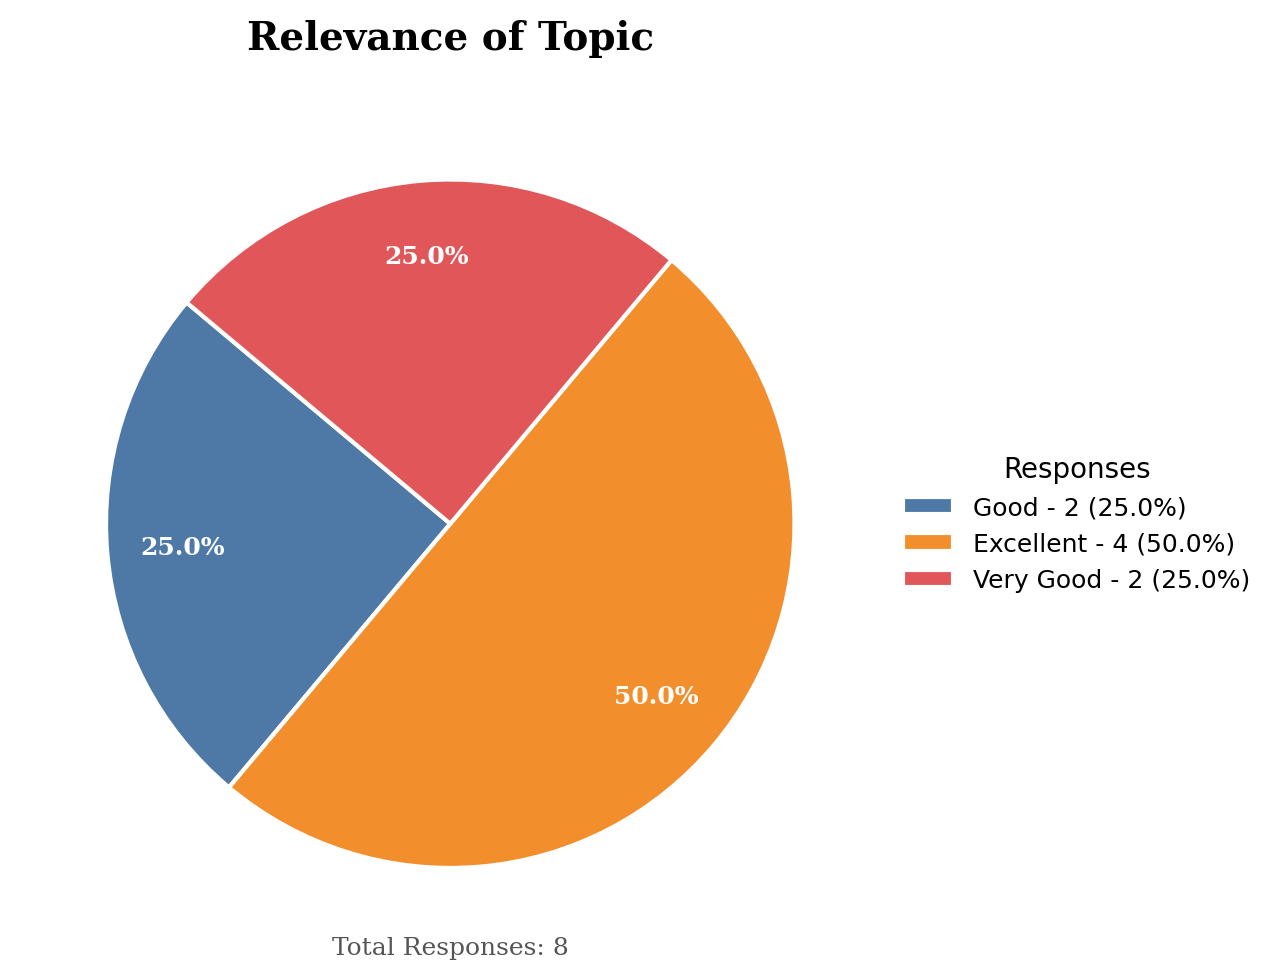 Relevance of Topic
25.0%
25.0%
50.0%
Responses
Good - 2 (25.0%)
Excellent - 4 (50.0%)
Very Good - 2 (25.0%)
Total Responses: 8